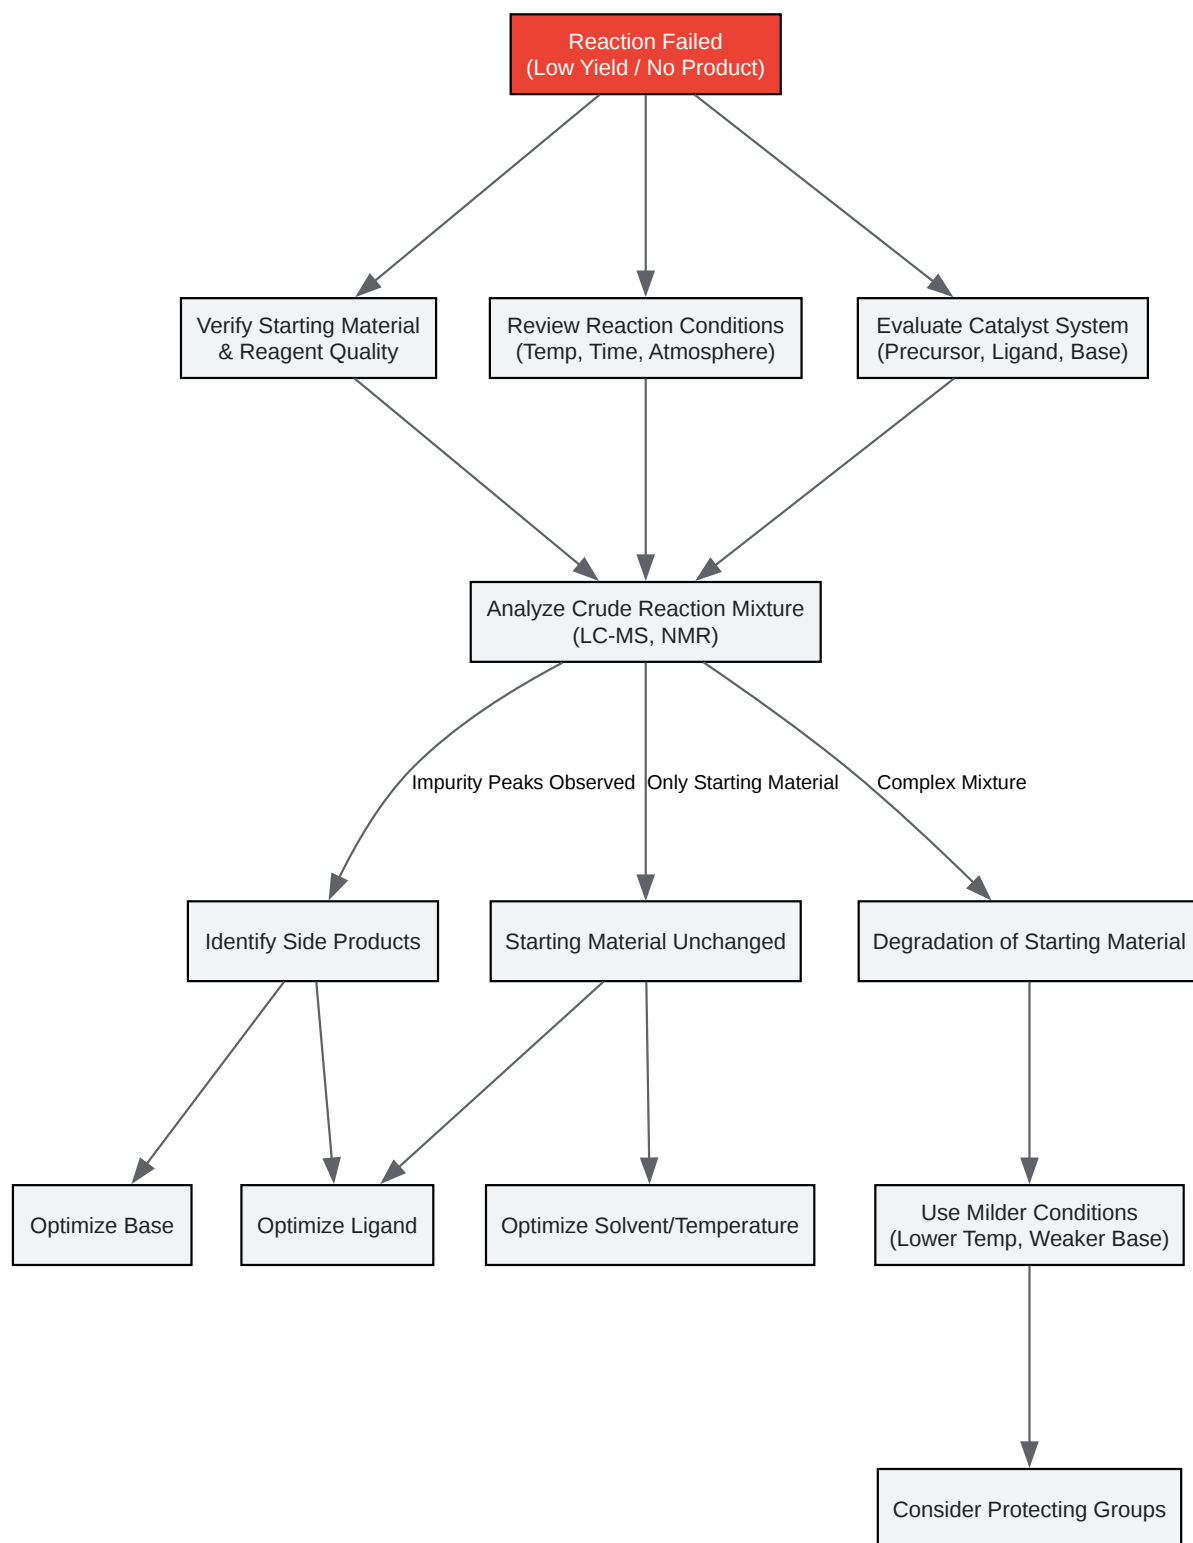 Reaction Failed
(Low Yield / No Product)
Verify Starting Material
& Reagent Quality
Review Reaction Conditions
(Temp, Time, Atmosphere)
Evaluate Catalyst System
(Precursor, Ligand, Base)
Analyze Crude Reaction Mixture
(LC-MS, NMR)
Impurity Peaks Observed
Only Starting Material
Complex Mixture
Identify Side Products
Starting Material Unchanged
Degradation of Starting Material
Optimize Base
Optimize Ligand
Optimize Solvent/Temperature
Use Milder Conditions
(Lower Temp, Weaker Base)
Consider Protecting Groups